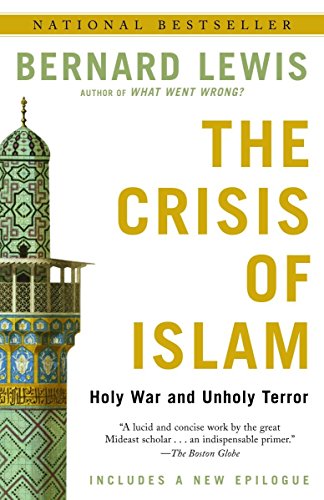 NATIONAL BESTSELLER
BERNARD LEWIS
AUTHOR OF WHAT WENT WRONG?
THE
CRISIS
OF
ISLAM
Holy War and Unholy Terror
"A lucid and concise work by the great
Mideast scholar . . . an indispensable primer."
—The Boston Globe
INCLUDES A NEW EPILOGUE